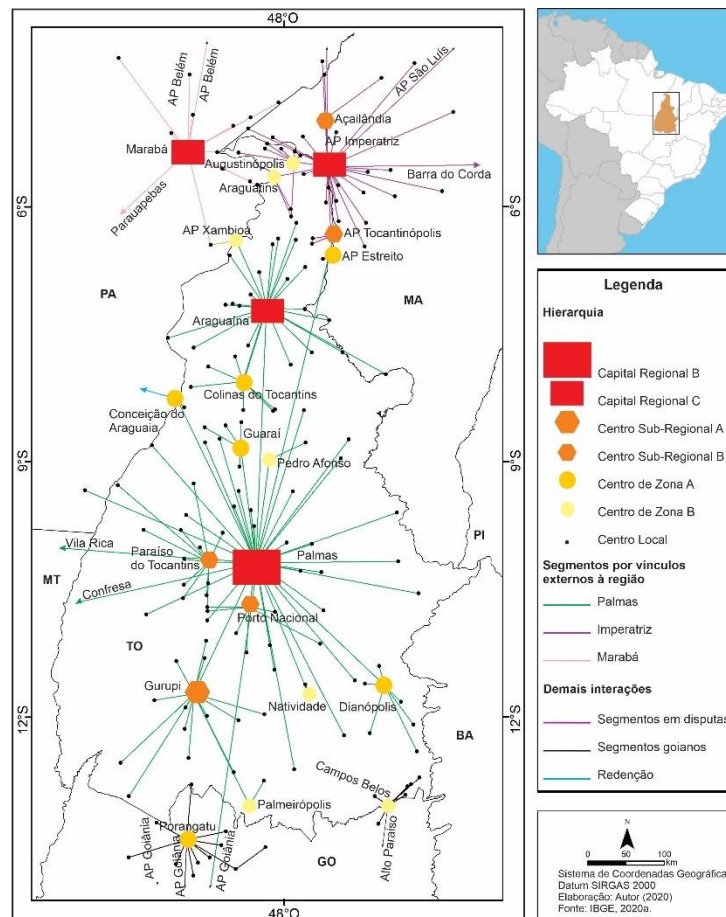 48°O
AP Belém
AP Belém
AP São Luís
Açailândia
Marabá
AP Imperatriz
Augustinópolis
Barra do Corda
Araguatins
Parauapebas
6°S
6°S
AP Xambioá
AP Tocantinópolis
AP Estreito
PA
MA
Araguaína
Colinas do Tocantins
Conceição do
Araguaia
Guaraí
9°S
9°S
Pedro Afonso
PI
Vila Rica
Paraíso
do Tocantins
Palmas
MT
Confresa
Porto Nacional
TO
Gurupi
Natividade
Dianópolis
12°S
12°S
BA
Campos Belos
Palmeirópolis
Porangatu
Alto Paraíso
AP Goiânia
AP Goiânia
AP Goiânia
GO
48°O
Legenda
Hierarquia
Capital Regional B
Capital Regional C
Centro Sub-Regional A
Centro Sub-Regional B
Centro de Zona A
Centro de Zona B
Centro Local
Segmentos por vínculos
externos à região
Palmas
Imperatriz
Marabá
Demais interações
Segmentos em disputas
Segmentos goianos
Redenção
N
0
50
100
km
Sistema de Coordenadas Geográfica
Datum SIRGAS 2000
Elaboração: Autor (2020)
Fonte: IBGE, 2020a.